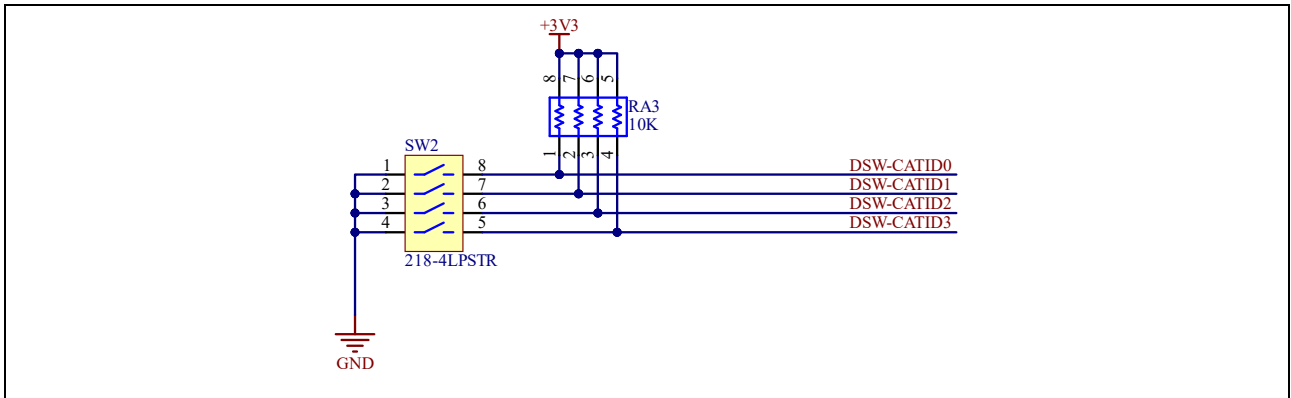 +3V3
8 7 6 5
RA3
10K
1 2 3 4
SW2
1 8 DSW-CATID0
2 7 DSW-CATID1
3 6 DSW-CATID2
4 5 DSW-CATID3
218-4LPSTR
GND